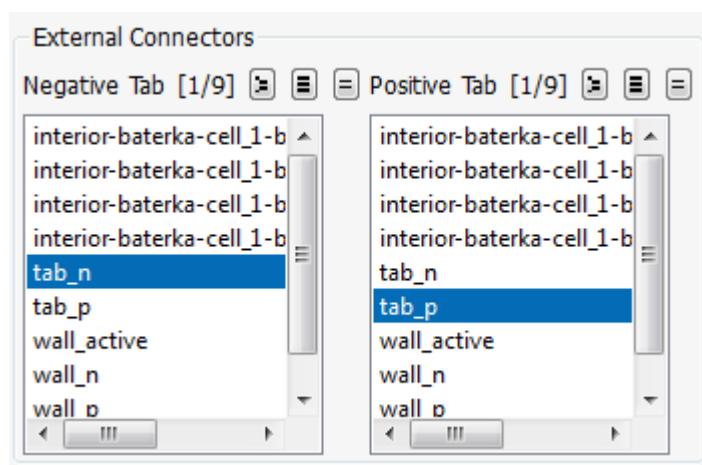 External Connectors
Negative Tab [1/9]
interior-baterka-cell_1-b
interior-baterka-cell_1-b
interior-baterka-cell_1-b
interior-baterka-cell_1-b
tab_n
tab_p
wall_active
wall_n
wall_p
Positive Tab [1/9]
interior-baterka-cell_1-b
interior-baterka-cell_1-b
interior-baterka-cell_1-b
interior-baterka-cell_1-b
tab_n
tab_p
wall_active
wall_n
wall_p